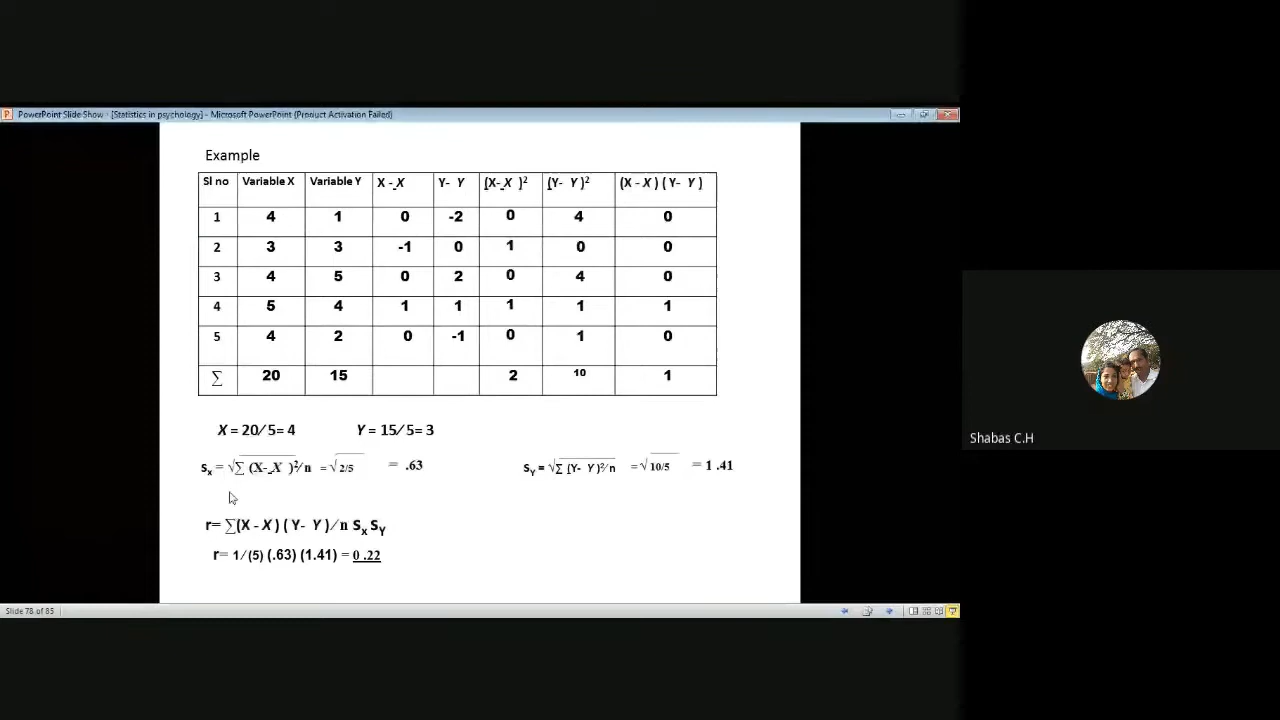 PowerPoint Slide Show - [Statistics in psychology] - Microsoft PowerPoint (Product Activation Failed)
Example
Sl no Variable X Variable Y X - X Y- Y (X- X )² (Y- Y )² (X - X ) ( Y- Y )
1 4 1 0 -2 0 4 0
2 3 3 -1 0 1 0 0
3 4 5 0 2 0 4 0
4 5 4 1 1 1 1 1
5 4 2 0 -1 0 1 0
∑ 20 15 2 10 1
X = 20/5= 4 Y = 15/5= 3
Sx = √∑ (X- X )²/n = √2/5 = .63 SY = √∑ (Y- Y )²/n = √10/5 = 1 .41
r= ∑(X - X ) ( Y- Y ) / n Sx SY
r= 1/(5) (.63) (1.41) = 0 .22
Slide 78 of 85
Shabas C.H